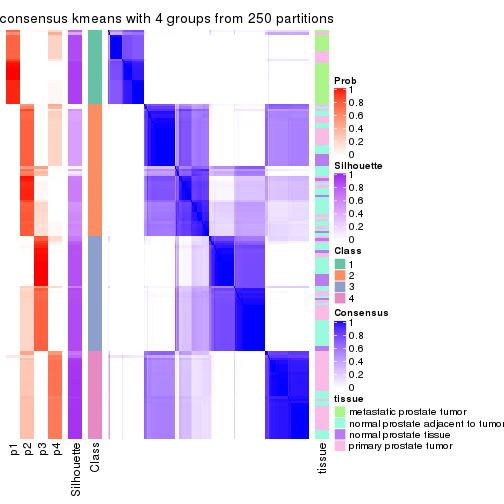 consensus kmeans with 4 groups from 250 partitions
Prob
1
0.8
0.6
0.4
0.2
0
Silhouette
1
0.8
0.6
0.4
0.2
0
Class
1
2
3
4
Consensus
1
0.8
0.6
0.4
0.2
0
tissue
metastatic prostate tumor
normal prostate adjacent to tumor
normal prostate tissue
primary prostate tumor
p1
p2
p3
p4
Silhouette
Class
tissue